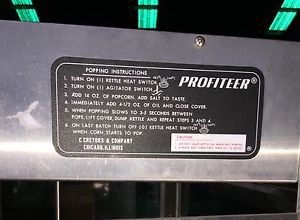 POPPING INSTRUCTIONS
PROFITEER
1. TURN ON (1) KETTLE HEAT SWITCH
2. TURN ON (1) AGITATOR SWITCH
3. ADD 14 OZ. OF POPCORN, ADD SALT TO TASTE
4. IMMEDIATELY ADD 4-1/2 OZ. OF OIL AND CLOSE COVER.
5. WHEN POPPING SLOWS TO 3-5 SECONDS BETWEEN
POPS, LIFT COVER, DUMP KETTLE AND REPEAT STEPS 3 AND 4.
6. ON LAST BATCH TURN OFF (0) KETTLE HEAT SWITCH
WHEN CORN STARTS TO POP.
C. CRETORS & COMPANY
CHICAGO, ILLINOIS